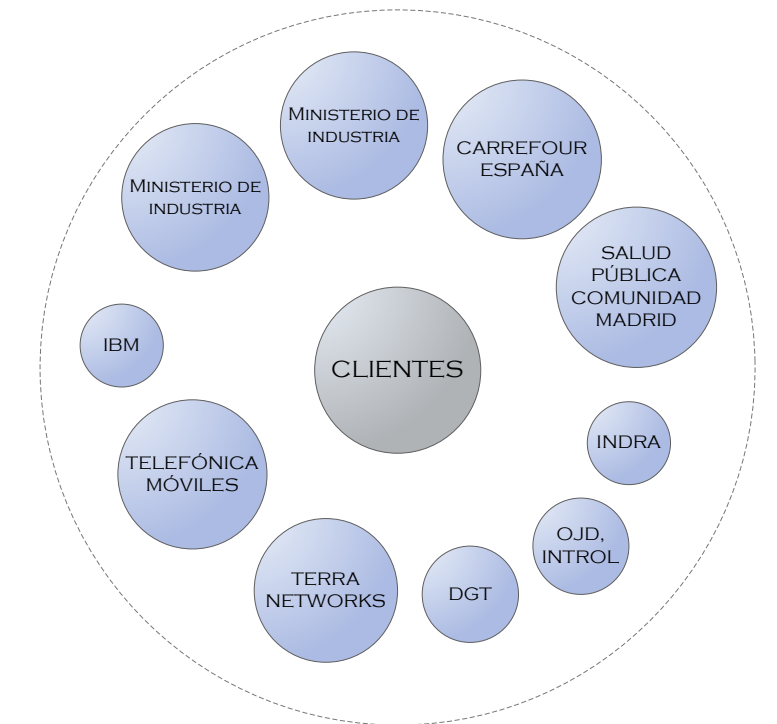 Ministerio de
industria
CARREFOUR
ESPAÑA
Ministerio de
industria
SALUD
PÚBLICA
COMUNIDAD
MADRID
IBM
CLIENTES
INDRA
TELEFÓNICA
MÓVILES
OJD,
INTROL
TERRA
NETWORKS
DGT